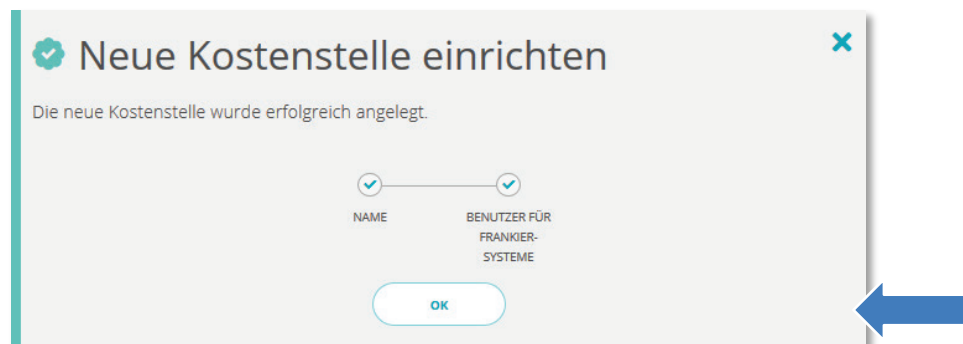 Neue Kostenstelle einrichten
Die neue Kostenstelle wurde erfolgreich angelegt.
NAME
BENUTZER FÜR
FRANKIER-
SYSTEME
OK